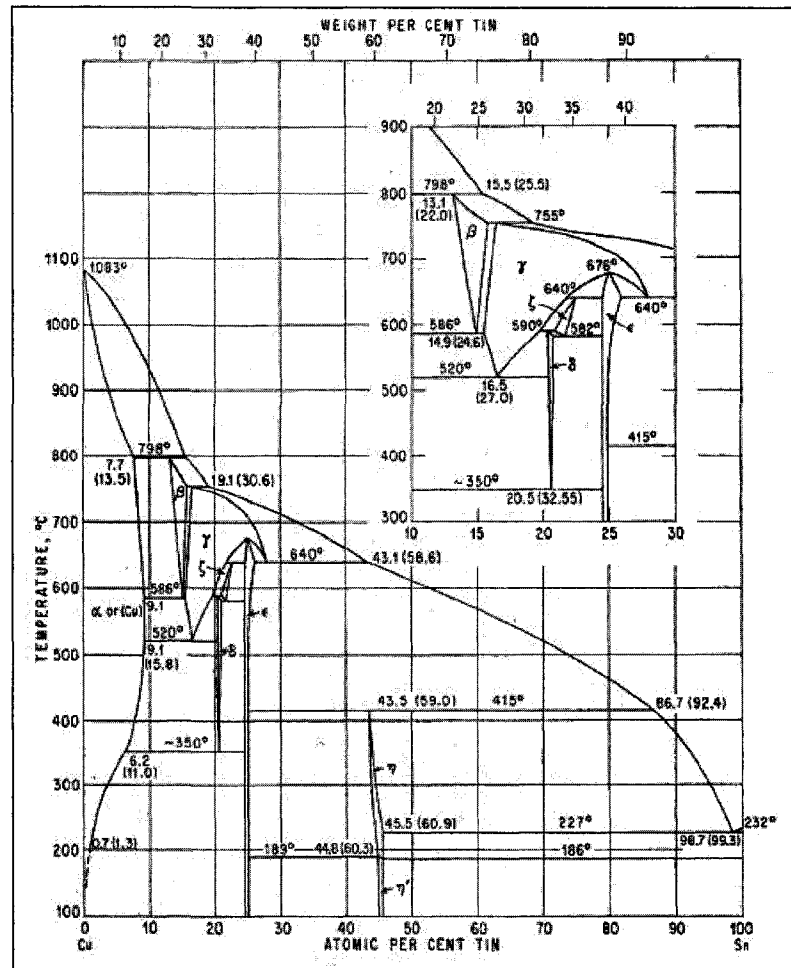 WEIGHT PER CENT TIN
10 20 30 40 50 60 70 80 90
20 25 30 35 40
900
798°
15.5 (25.5)
800
13.1
(22.0)
755°
β
700
γ
676°
640°
ζ
640°
ϵ
590°
582°
600
586°
14.9 (24.6)
δ
520°
500
16.5
(27.0)
415°
400
~350°
20.5 (32.55)
300
10 15 20 25 30
TEMPERATURE, °C
1083°
1100
1000
900
800
798°
7.7
(13.5)
19.1 (30.6)
β
700
γ
640°
43.1 (58.6)
ζ
600
586°
α or (Cu)
9.1
ϵ
520°
500
9.1
(15.8)
δ
43.5 (59.0) 415° 86.7 (92.4)
400
~350°
6.2
(11.0)
η
300
45.5 (60.9) 227° 232°
98.7 (99.3)
200
0.7 (1.3)
189° 44.8 (60.3) 186°
η'
100
0 10 20 30 40 50 60 70 80 90 100
Cu ATOMIC PER CENT TIN Sn